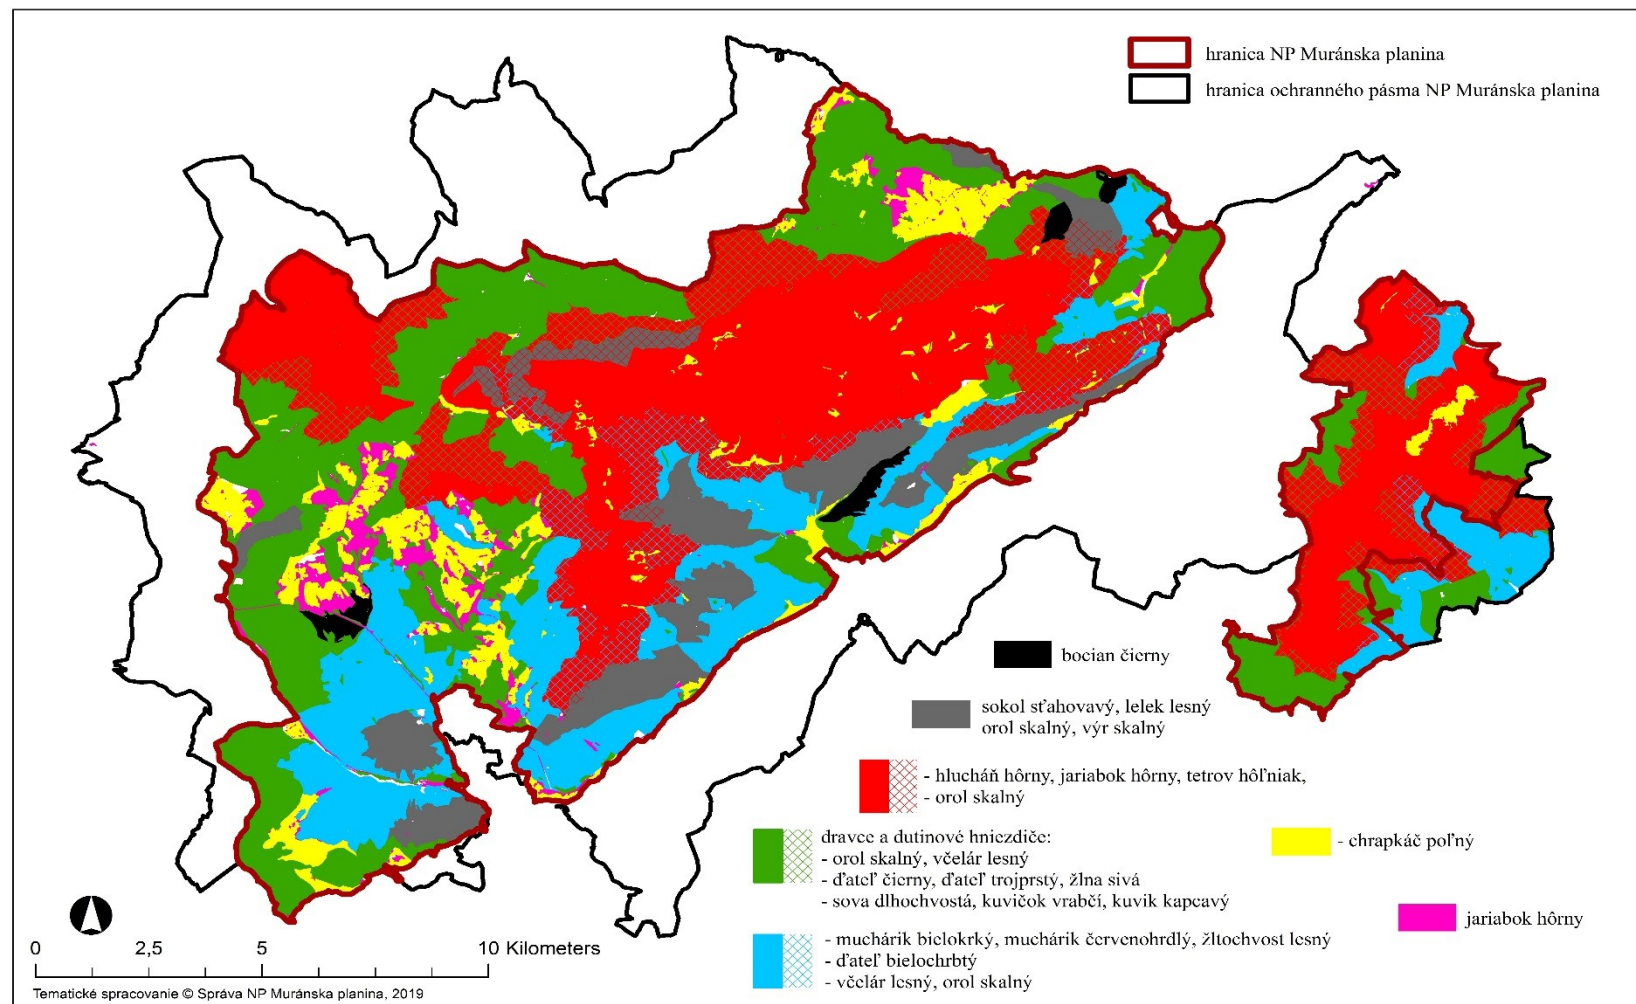 hranica NP Muránska planina
hranica ochranného pásma NP Muránska planina
bocian čierny
sokol sťahovavý, lelek lesný
orol skalný, výr skalný
- hlucháň hôrny, jariabok hôrny, tetrov hôľniak,
- orol skalný
dravce a dutinové hniezdiče:
- orol skalný, včelár lesný
- ďateľ čierny, ďateľ trojprstý, žlna sivá
- sova dlhochvostá, kuvičok vrabčí, kuvik kapcavý
- chrapkáč poľný
jariabok hôrny
- muchárik bielokrký, muchárik červenohrdlý, žltochvost lesný
- ďateľ bielochrbtý
- včelár lesný, orol skalný
0 2,5 5 10 Kilometers
Tematické spracovanie © Správa NP Muránska planina, 2019